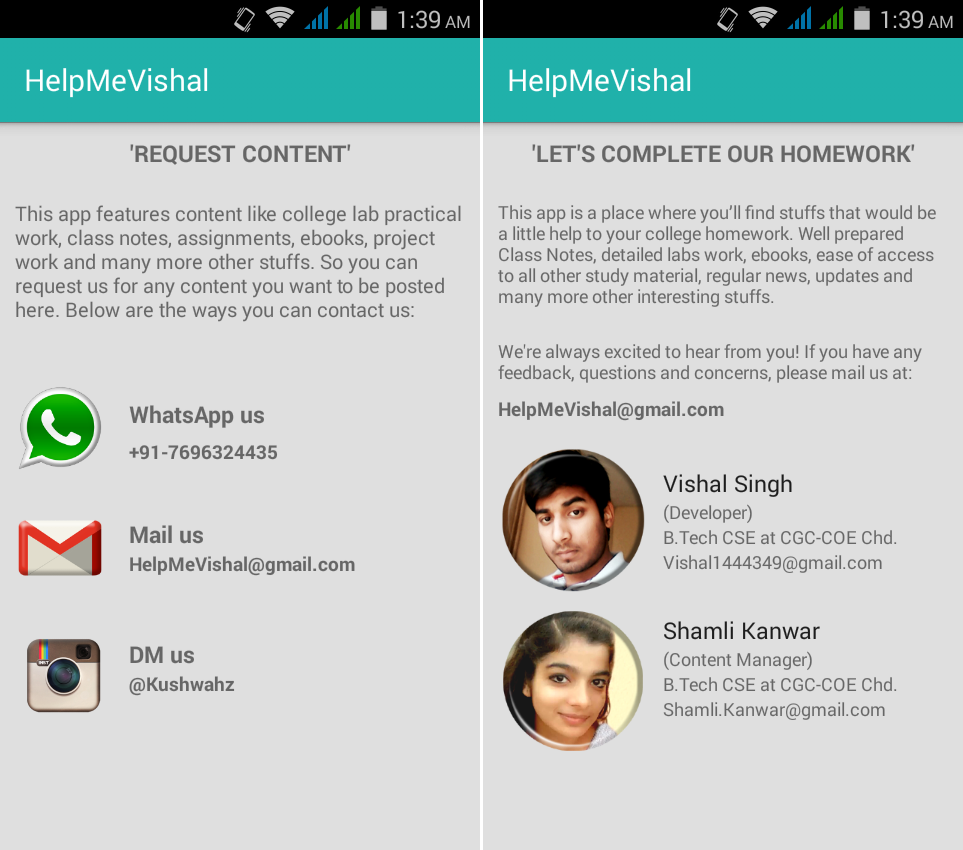 1:39 AM
HelpMeVishal
'REQUEST CONTENT'
This app features content like college lab practical
work, class notes, assignments, ebooks, project
work and many more other stuffs. So you can
request us for any content you want to be posted
here. Below are the ways you can contact us:
WhatsApp us
+91-7696324435
Mail us
HelpMeVishal@gmail.com
DM us
@Kushwahz
1:39 AM
HelpMeVishal
'LET'S COMPLETE OUR HOMEWORK'
This app is a place where you’ll find stuffs that would be
a little help to your college homework. Well prepared
Class Notes, detailed labs work, ebooks, ease of access
to all other study material, regular news, updates and
many more other interesting stuffs.
We're always excited to hear from you! If you have any
feedback, questions and concerns, please mail us at:
HelpMeVishal@gmail.com
Vishal Singh
(Developer)
B.Tech CSE at CGC-COE Chd.
Vishal1444349@gmail.com
Shamli Kanwar
(Content Manager)
B.Tech CSE at CGC-COE Chd.
Shamli.Kanwar@gmail.com